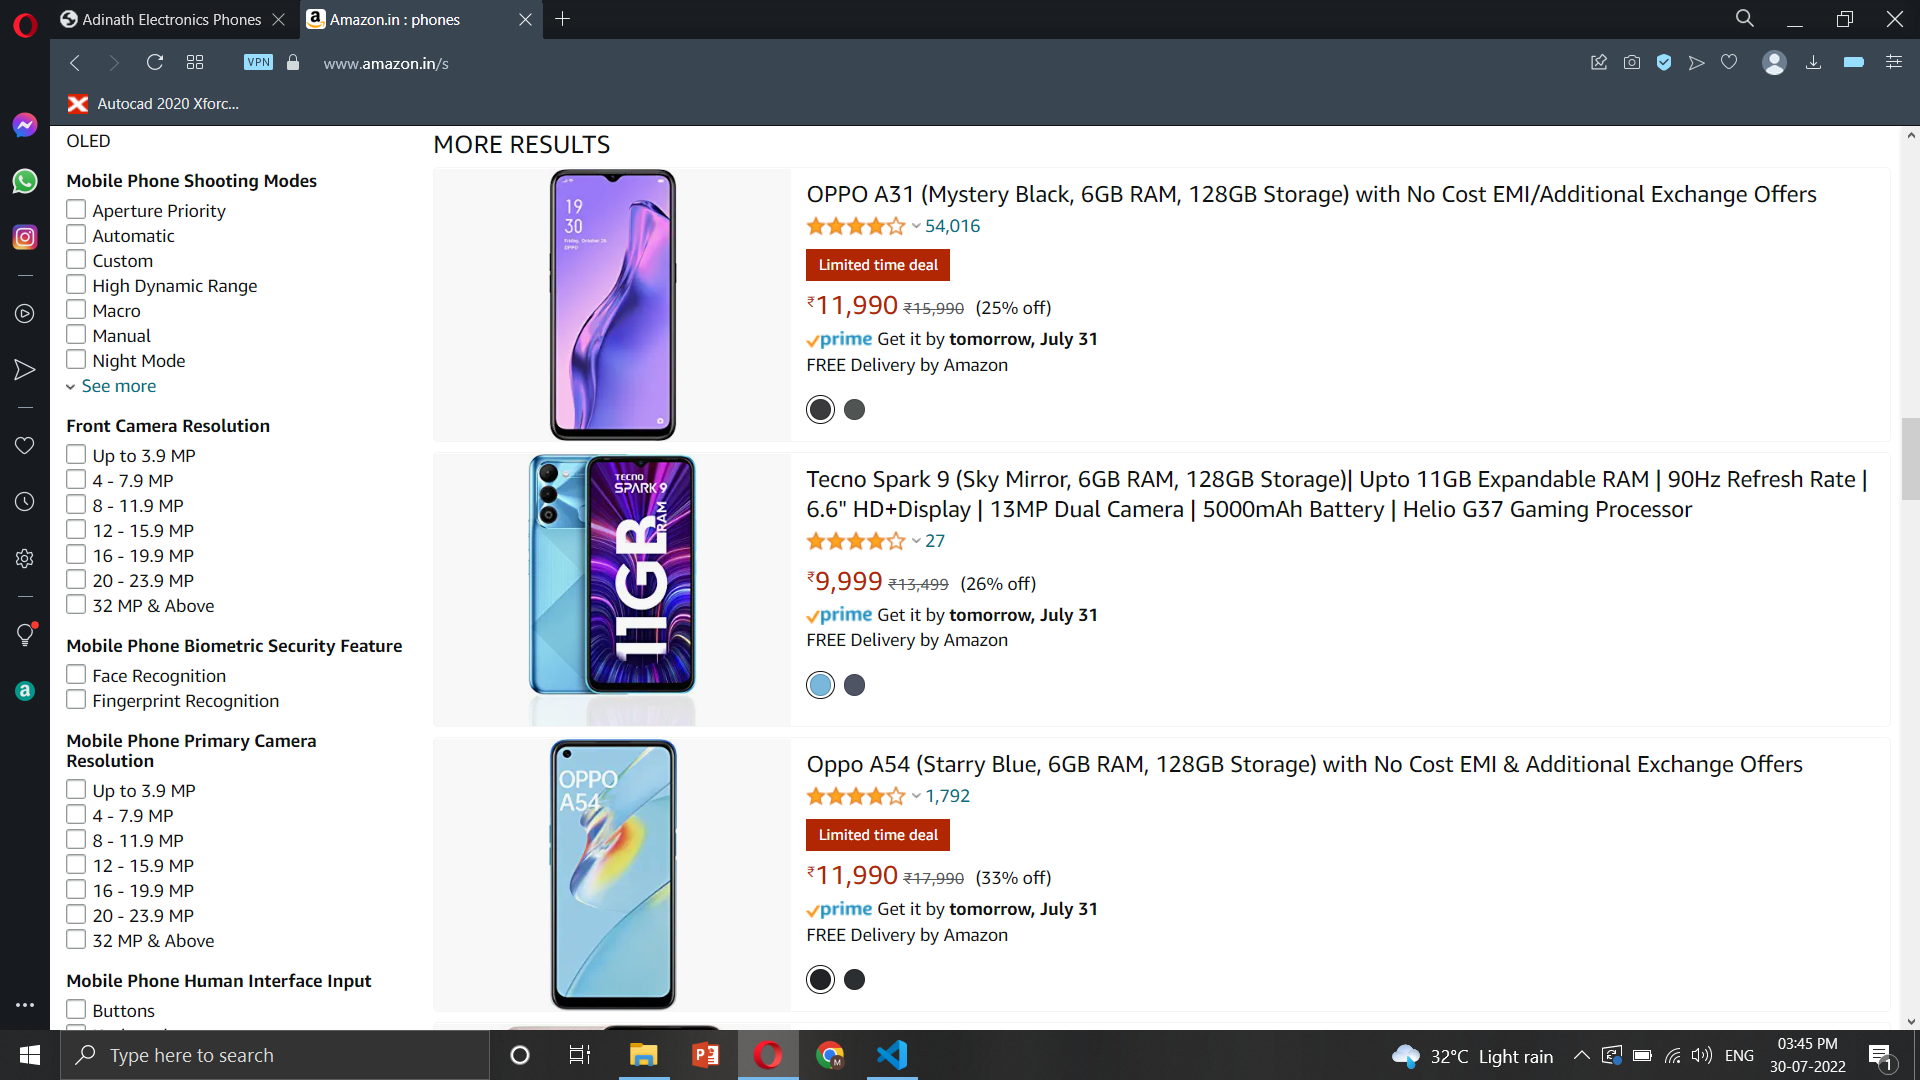 Adinath Electronics Phones
Amazon.in : phones
VPN
www.amazon.in/s
Autocad 2020 Xforc...
OLED
Mobile Phone Shooting Modes
Aperture Priority
Automatic
Custom
High Dynamic Range
Macro
Manual
Night Mode
See more
Front Camera Resolution
Up to 3.9 MP
4 - 7.9 MP
8 - 11.9 MP
12 - 15.9 MP
16 - 19.9 MP
20 - 23.9 MP
32 MP & Above
Mobile Phone Biometric Security Feature
Face Recognition
Fingerprint Recognition
Mobile Phone Primary Camera
Resolution
Up to 3.9 MP
4 - 7.9 MP
8 - 11.9 MP
12 - 15.9 MP
16 - 19.9 MP
20 - 23.9 MP
32 MP & Above
Mobile Phone Human Interface Input
Buttons
MORE RESULTS
19
30
OPPO A31 (Mystery Black, 6GB RAM, 128GB Storage) with No Cost EMI/Additional Exchange Offers
54,016
Limited time deal
₹11,990 ₹15,990 (25% off)
prime Get it by tomorrow, July 31
FREE Delivery by Amazon
TECNO
SPARK 9
11GB
RAM
Tecno Spark 9 (Sky Mirror, 6GB RAM, 128GB Storage)| Upto 11GB Expandable RAM | 90Hz Refresh Rate |
6.6" HD+Display | 13MP Dual Camera | 5000mAh Battery | Helio G37 Gaming Processor
27
₹9,999 ₹13,499 (26% off)
prime Get it by tomorrow, July 31
FREE Delivery by Amazon
OPPO
A54
Oppo A54 (Starry Blue, 6GB RAM, 128GB Storage) with No Cost EMI & Additional Exchange Offers
1,792
Limited time deal
₹11,990 ₹17,990 (33% off)
prime Get it by tomorrow, July 31
FREE Delivery by Amazon
Type here to search
32°C Light rain
ENG
03:45 PM
30-07-2022
1